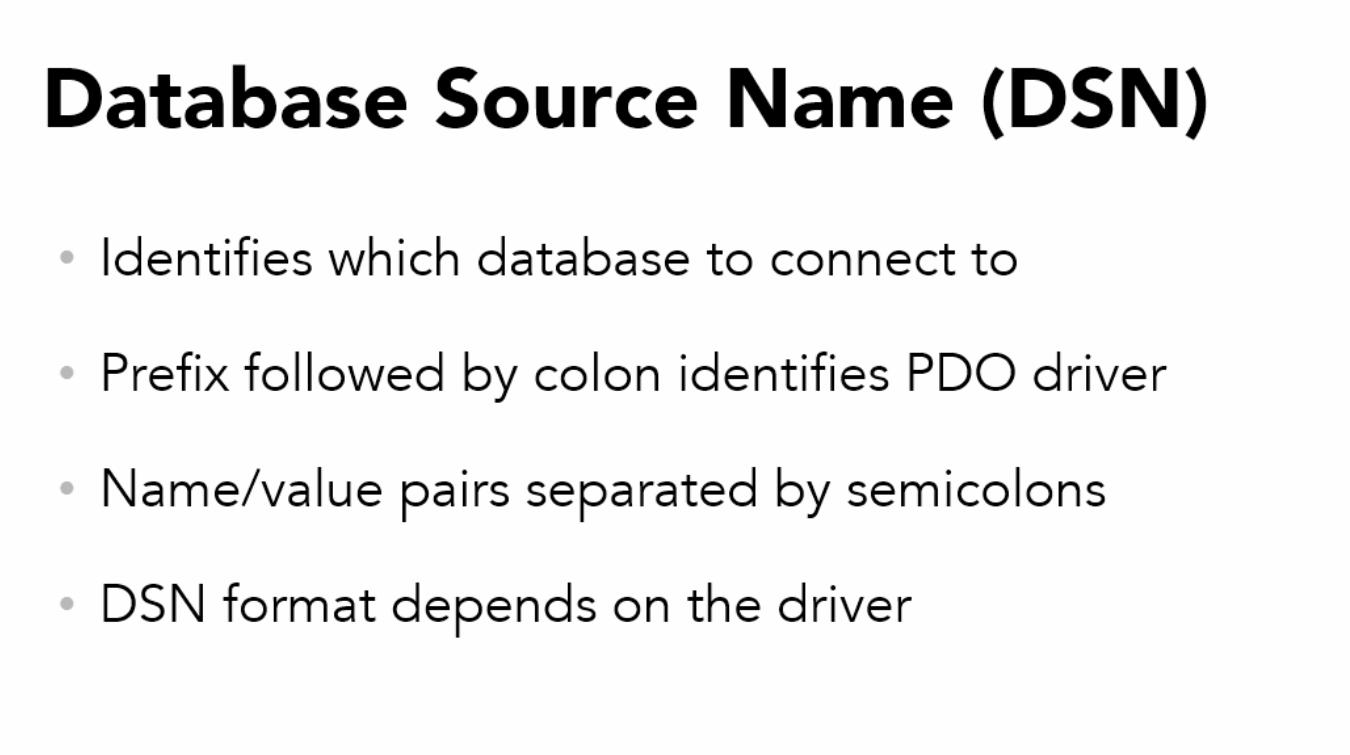 Database Source Name (DSN)
• Identifies which database to connect to
• Prefix followed by colon identifies PDO driver
• Name/value pairs separated by semicolons
• DSN format depends on the driver